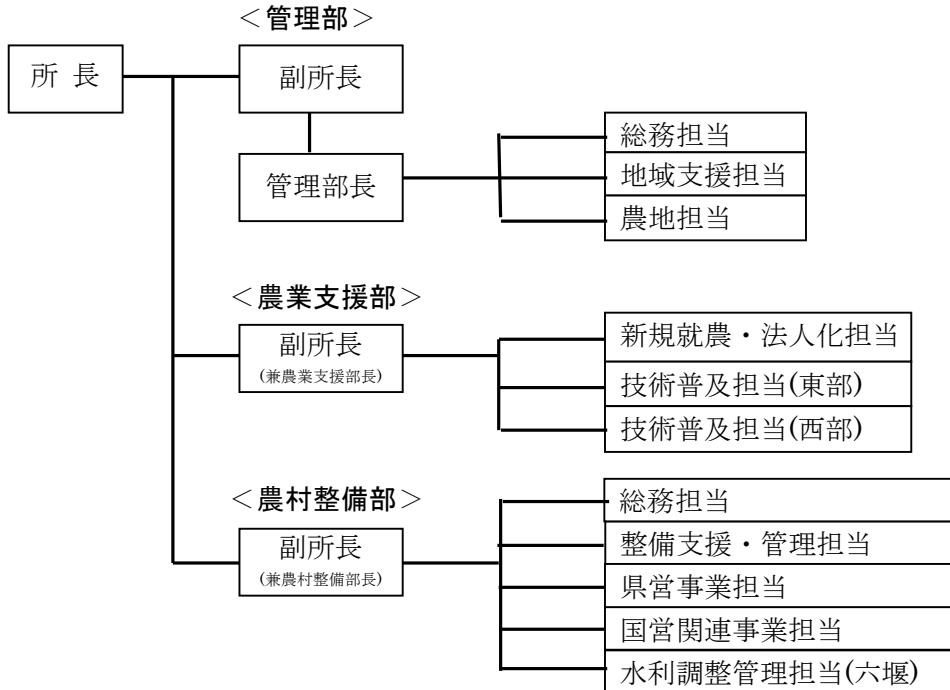 ＜管理部＞
所 長
副所長
管理部長
総務担当
地域支援担当
農地担当
＜農業支援部＞
副所長
(兼農業支援部長)
新規就農・法人化担当
技術普及担当(東部)
技術普及担当(西部)
＜農村整備部＞
副所長
(兼農村整備部長)
総務担当
整備支援・管理担当
県営事業担当
国営関連事業担当
水利調整管理担当(六堰)